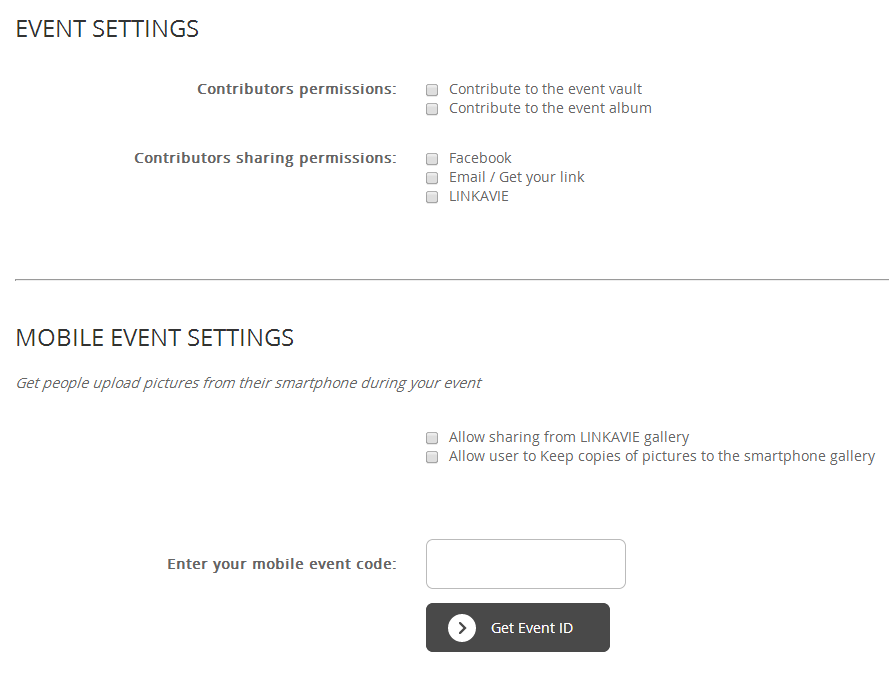 EVENT SETTINGS
Contributors permissions:
Contribute to the event vault
Contribute to the event album
Contributors sharing permissions:
Facebook
Email / Get your link
LINKAVIE
MOBILE EVENT SETTINGS
Get people upload pictures from their smartphone during your event
Allow sharing from LINKAVIE gallery
Allow user to Keep copies of pictures to the smartphone gallery
Enter your mobile event code:
Get Event ID